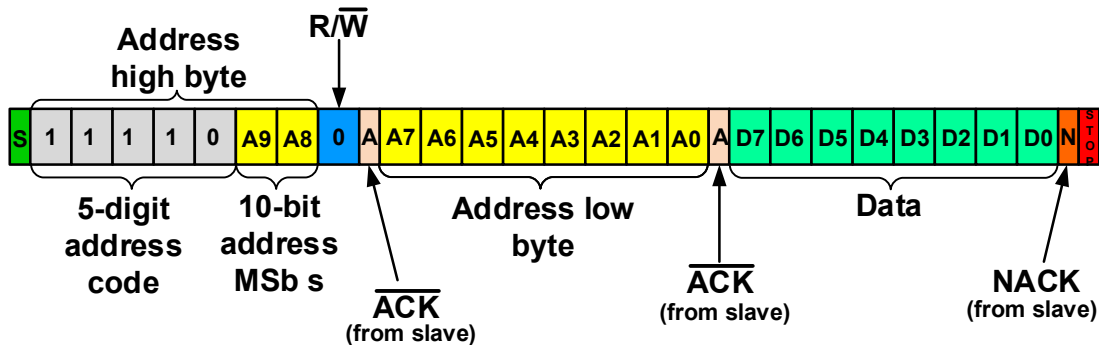 R/W̅
Address
high byte
S 1 1 1 1 0 A9 A8 0 A A7 A6 A5 A4 A3 A2 A1 A0 A D7 D6 D5 D4 D3 D2 D1 D0 N STOP
5-digit
address
code
10-bit
address
MSb s
Address low
byte
Data
A̅C̅K̅
(from slave)
A̅C̅K̅
(from slave)
NACK
(from slave)